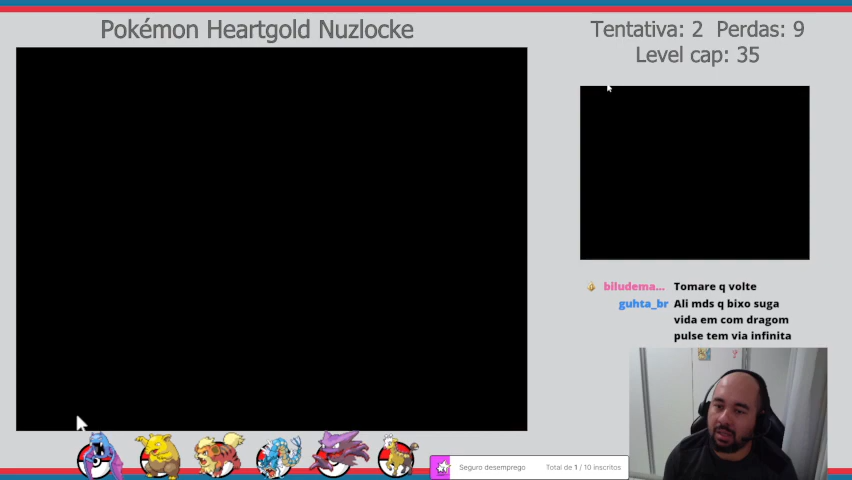 Pokémon Heartgold Nuzlocke
Tentativa: 2 Perdas: 9
Level cap: 35
biludema... Tomare q volte
guhta_br Ali mds q bixo suga
vida em com dragom
pulse tem via infinita
Seguro desemprego Total de 1 / 10 inscritos